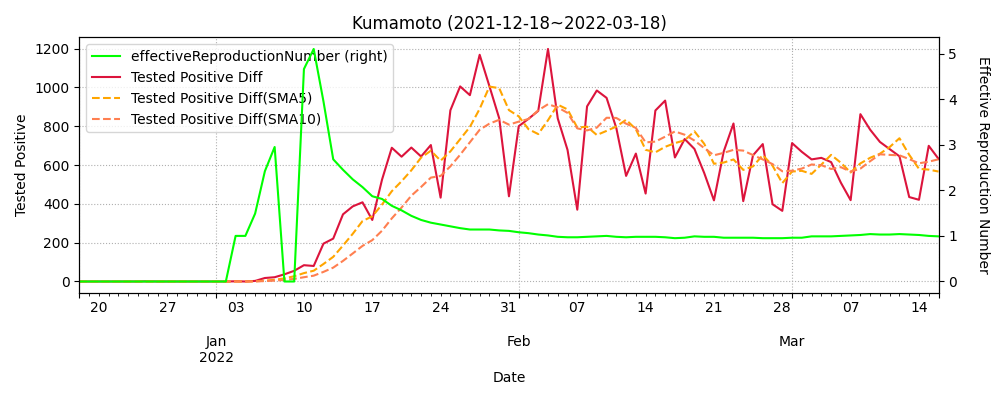 Kumamoto (2021-12-18~2022-03-18)
effectiveReproductionNumber (right)
Tested Positive Diff
Tested Positive Diff(SMA5)
Tested Positive Diff(SMA10)
Tested Positive
1200
1000
800
600
400
200
0
Effective Reproduction Number
5
4
3
2
1
0
20 27 03 10 17 24 31 07 14 21 28 07 14
Jan Feb Mar
2022
Date